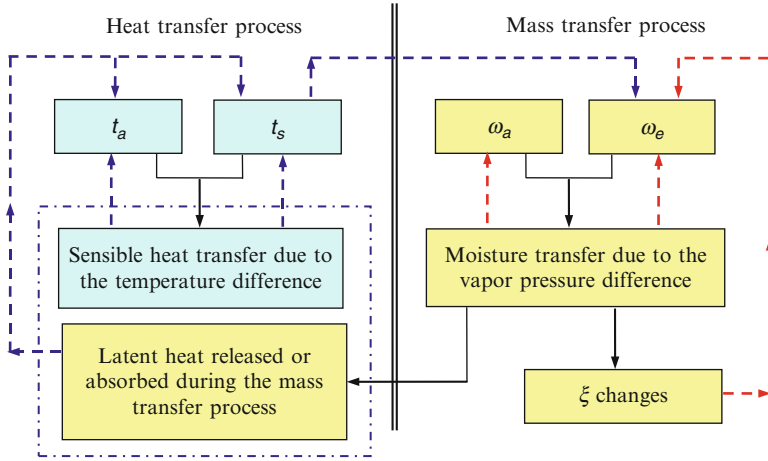 Heat transfer process
Mass transfer process
t_a
t_s
ω_a
ω_e
Sensible heat transfer due to
the temperature difference
Moisture transfer due to the
vapor pressure difference
Latent heat released or
absorbed during the mass
transfer process
ξ changes